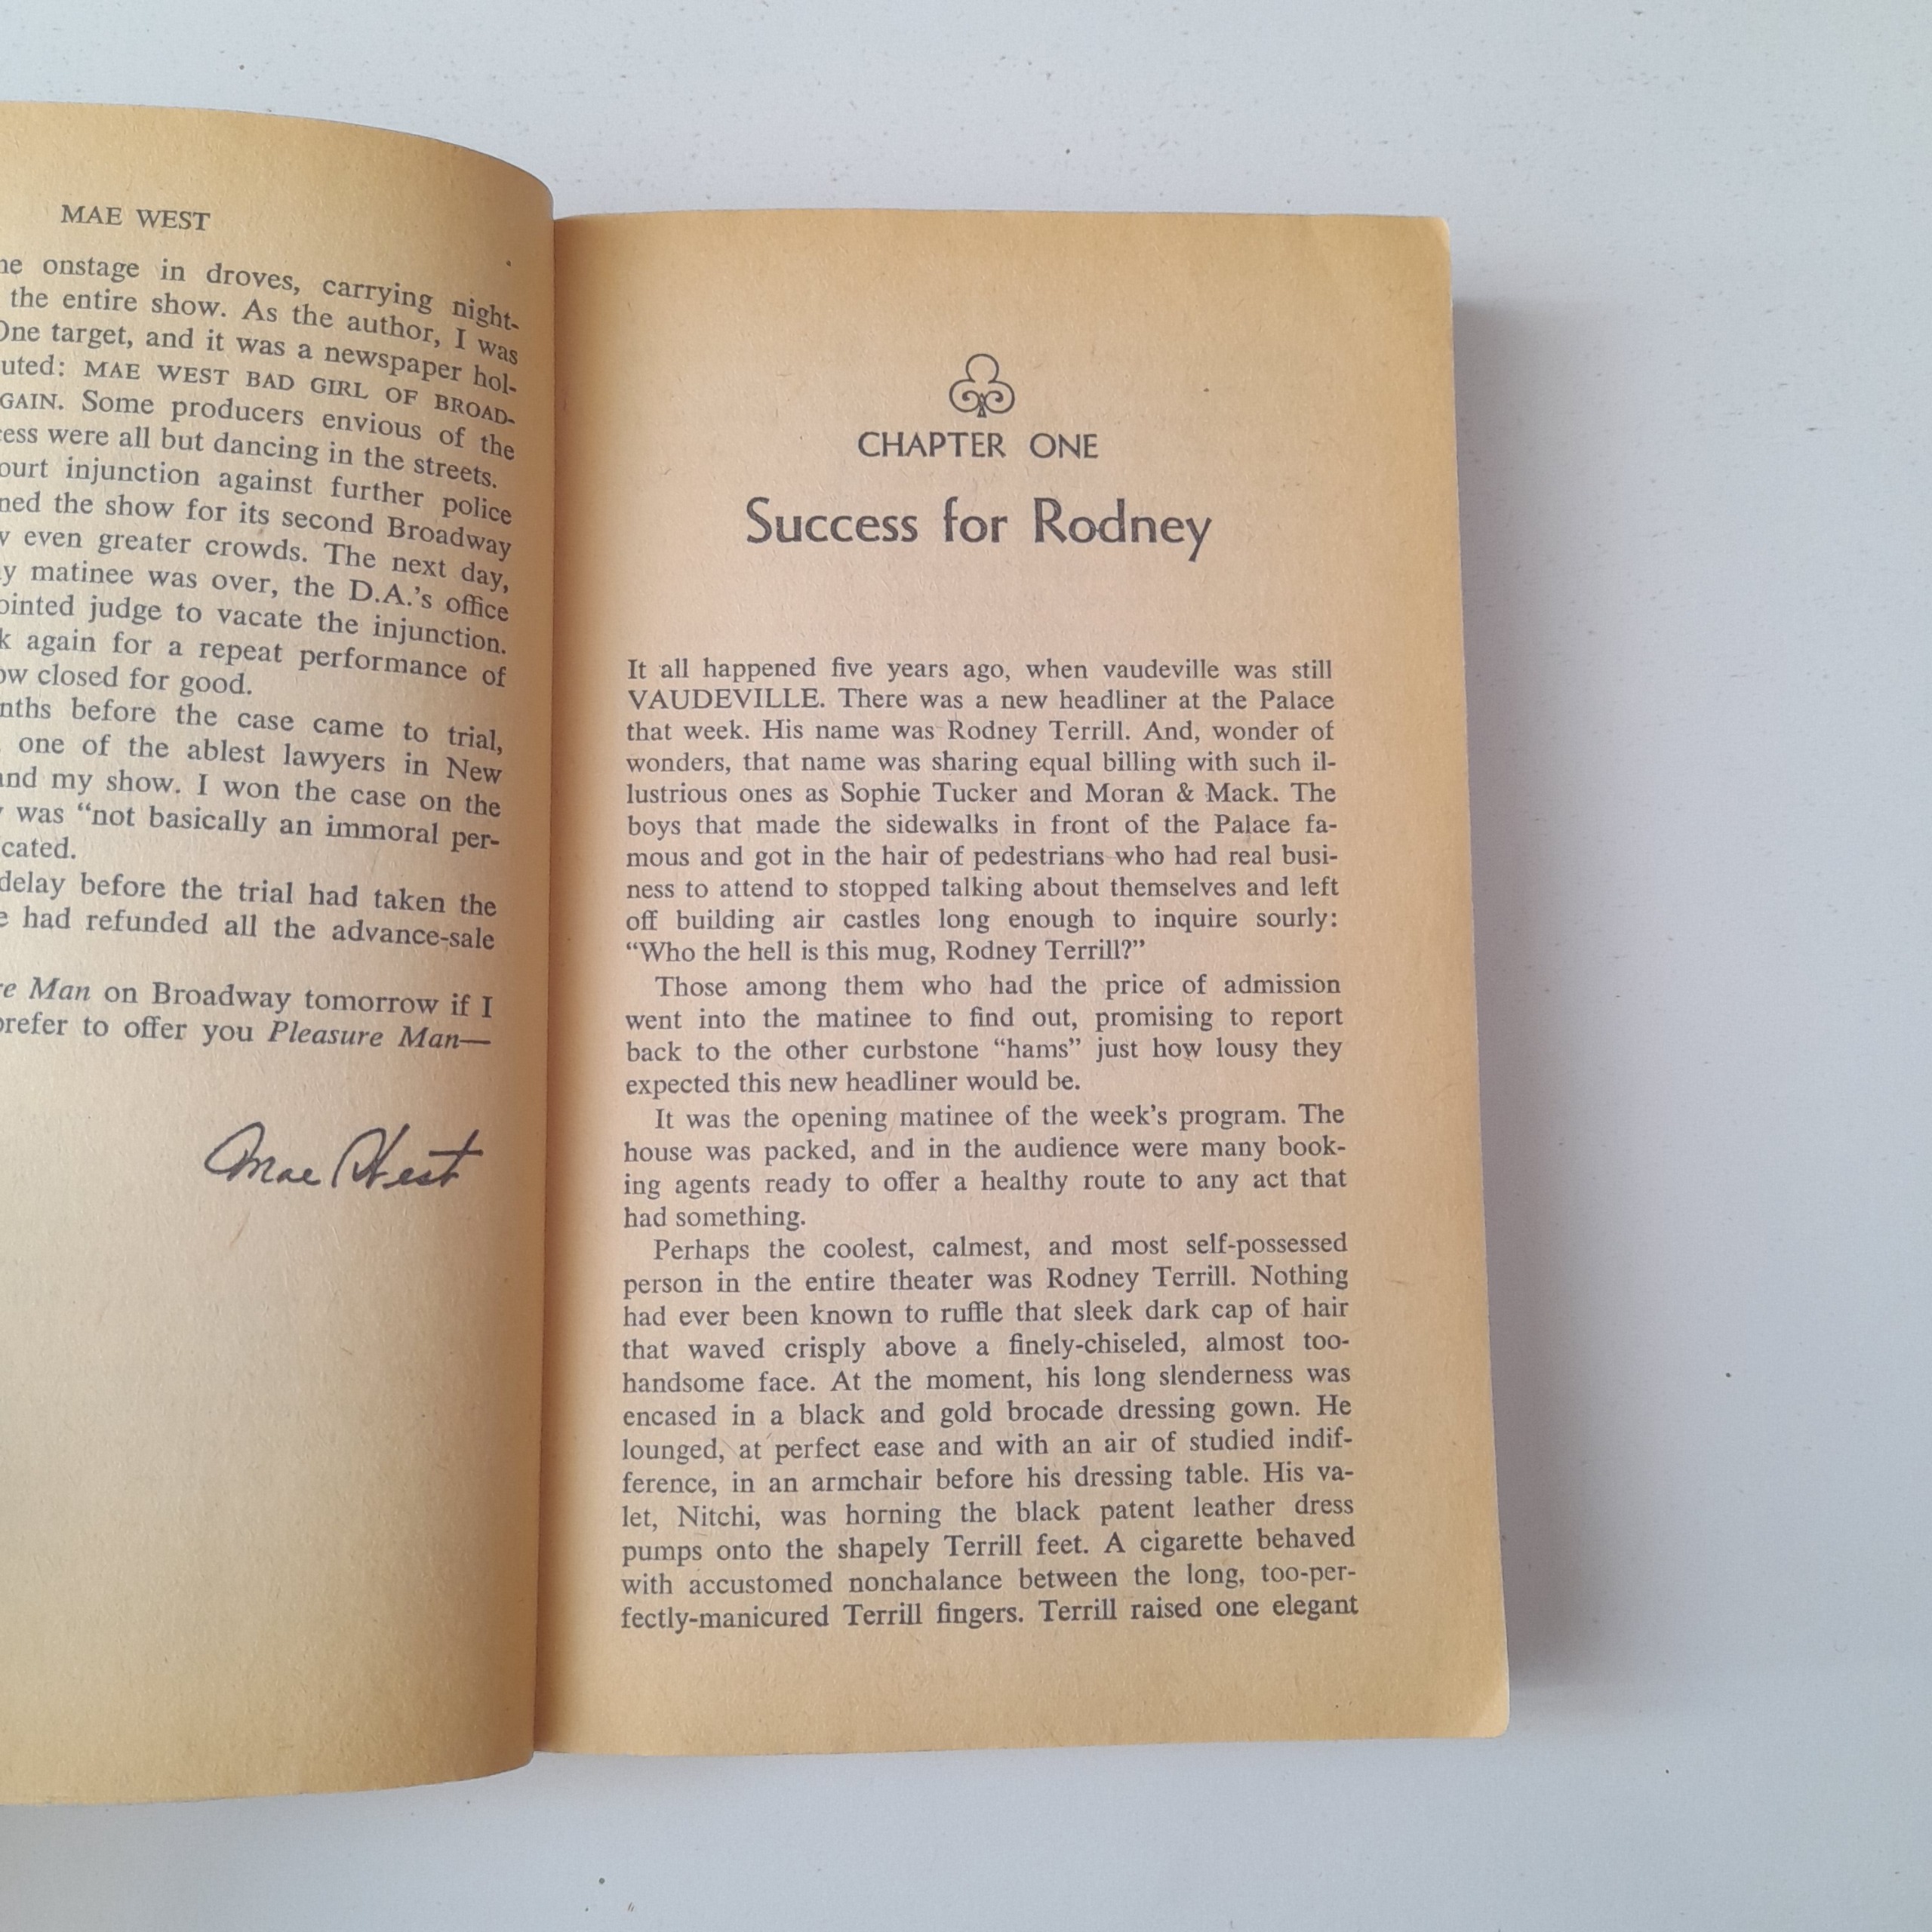 MAE WEST
onstage in droves, carrying night-
the entire show. As the author, I was
One target, and it was a newspaper hol-
MAE WEST BAD GIRL OF BROAD-
Some producers envious of the
were all but dancing in the streets.
injunction against further police
the show for its second Broadway
even greater crowds. The next day,
matinee was over, the D.A.'s office
judge to vacate the injunction.
again for a repeat performance of
closed for good.
before the case came to trial,
one of the ablest lawyers in New
and my show. I won the case on the
was “not basically an immoral per-
delay before the trial had taken the
had refunded all the advance-sale
Man on Broadway tomorrow if I
prefer to offer you Pleasure Man—
Mae West
CHAPTER ONE
Success for Rodney
It all happened five years ago, when vaudeville was still
VAUDEVILLE. There was a new headliner at the Palace
that week. His name was Rodney Terrill. And, wonder of
wonders, that name was sharing equal billing with such il-
lustrious ones as Sophie Tucker and Moran & Mack. The
boys that made the sidewalks in front of the Palace fa-
mous and got in the hair of pedestrians who had real busi-
ness to attend to stopped talking about themselves and left
off building air castles long enough to inquire sourly:
“Who the hell is this mug, Rodney Terrill?”
Those among them who had the price of admission
went into the matinee to find out, promising to report
back to the other curbstone “hams” just how lousy they
expected this new headliner would be.
It was the opening matinee of the week's program. The
house was packed, and in the audience were many book-
ing agents ready to offer a healthy route to any act that
had something.
Perhaps the coolest, calmest, and most self-possessed
person in the entire theater was Rodney Terrill. Nothing
had ever been known to ruffle that sleek dark cap of hair
that waved crisply above a finely-chiseled, almost too-
handsome face. At the moment, his long slenderness was
encased in a black and gold brocade dressing gown. He
lounged, at perfect ease and with an air of studied indif-
ference, in an armchair before his dressing table. His va-
let, Nitchi, was horning the black patent leather dress
pumps onto the shapely Terrill feet. A cigarette behaved
with accustomed nonchalance between the long, too-per-
fectly-manicured Terrill fingers. Terrill raised one elegant